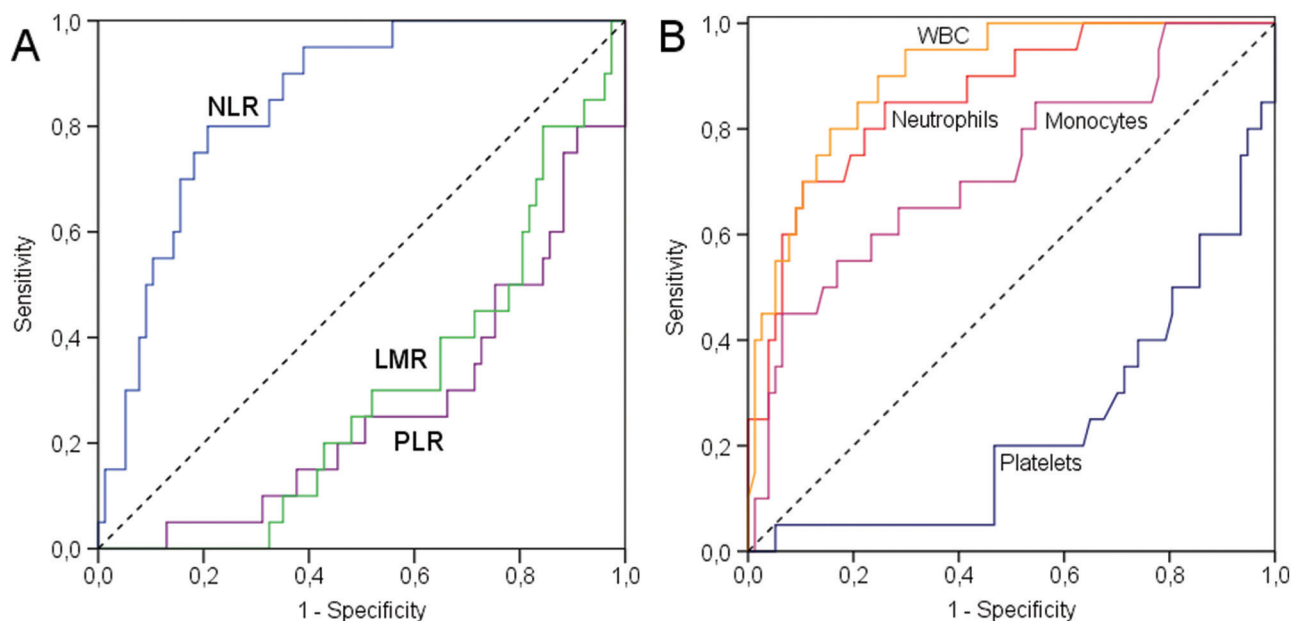 A
1,0
0,8
0,6
0,4
0,2
0,0
Sensitivity
NLR
LMR
PLR
0,0 0,2 0,4 0,6 0,8 1,0
1 - Specificity
B
1,0
0,8
0,6
0,4
0,2
0,0
Sensitivity
WBC
Neutrophils
Monocytes
Platelets
0,0 0,2 0,4 0,6 0,8 1,0
1 - Specificity